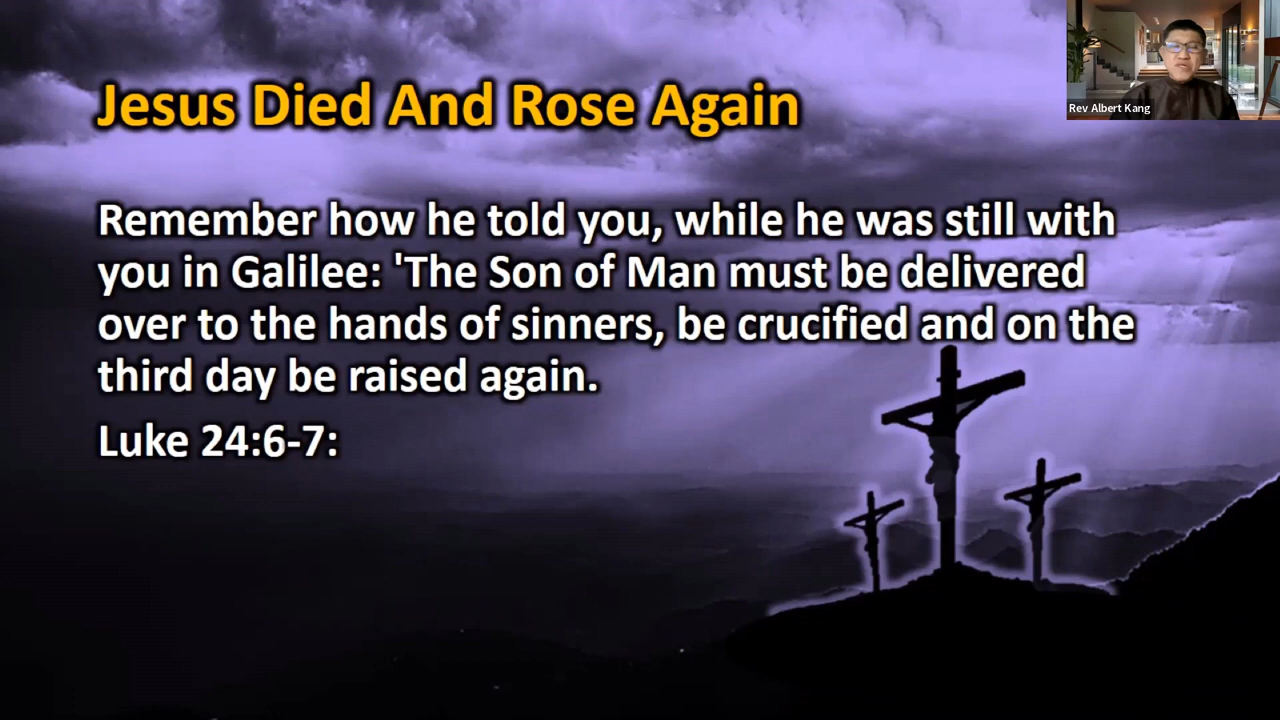 Jesus Died And Rose Again
Rev Albert Kang
Remember how he told you, while he was still with
you in Galilee: 'The Son of Man must be delivered
over to the hands of sinners, be crucified and on the
third day be raised again.
Luke 24:6-7: